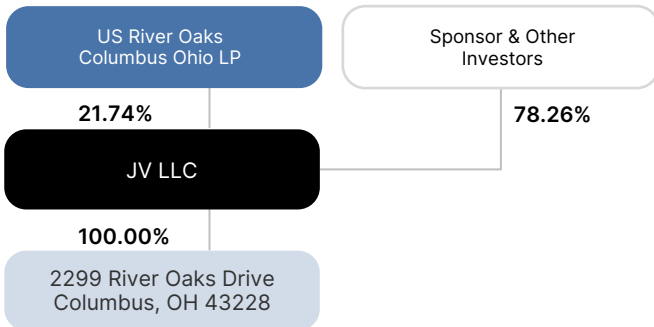 US River Oaks
Columbus Ohio LP
Sponsor & Other
Investors
21.74%
78.26%
JV LLC
100.00%
2299 River Oaks Drive
Columbus, OH 43228